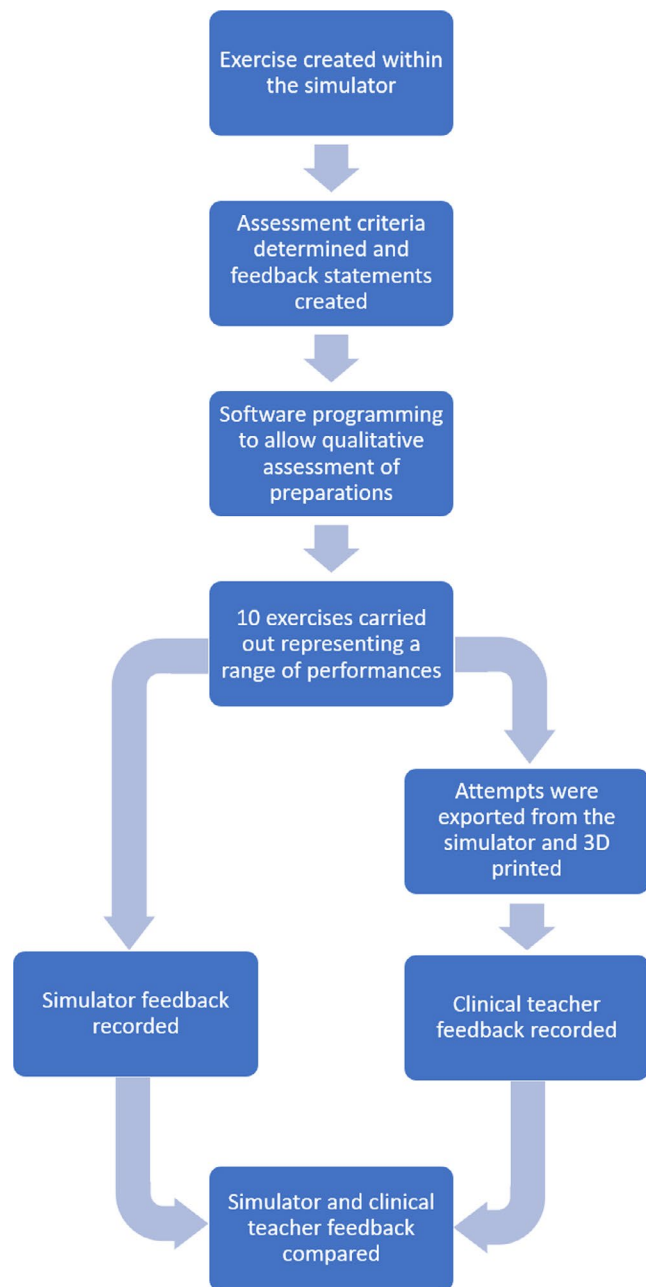 Exercise created within
the simulator
Assessment criteria
determined and
feedback statements
created
Software programming
to allow qualitative
assessment of
preparations
10 exercises carried
out representing a
range of performances
Attempts were
exported from the
simulator and 3D
printed
Simulator feedback
recorded
Clinical teacher
feedback recorded
Simulator and clinical
teacher feedback
compared